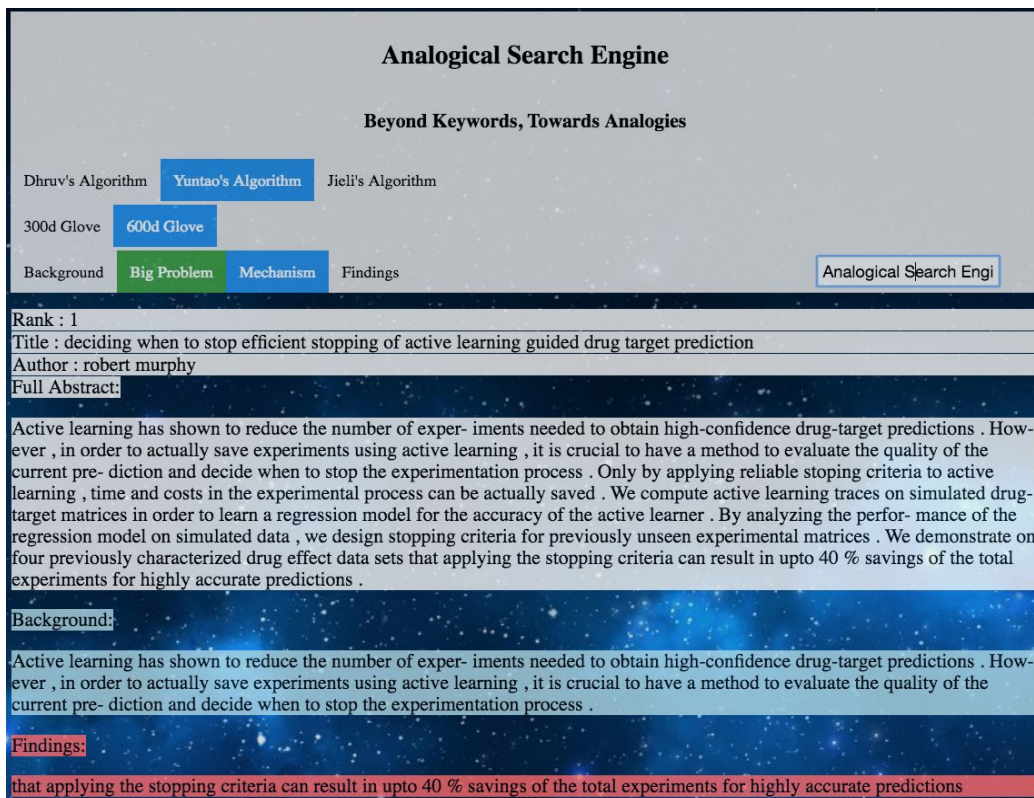 Analogical Search Engine
Beyond Keywords, Towards Analogies
Dhruv's Algorithm Yuntao's Algorithm Jieli's Algorithm
300d Glove 600d Glove
Background Big Problem Mechanism Findings Analogical Search Engi
Rank : 1
Title : deciding when to stop efficient stopping of active learning guided drug target prediction
Author : robert murphy
Full Abstract:
Active learning has shown to reduce the number of exper- iments needed to obtain high-confidence drug-target predictions . How-
ever , in order to actually save experiments using active learning , it is crucial to have a method to evaluate the quality of the
current pre- diction and decide when to stop the experimentation process . Only by applying reliable stoping criteria to active
learning , time and costs in the experimental process can be actually saved . We compute active learning traces on simulated drug-
target matrices in order to learn a regression model for the accuracy of the active learner . By analyzing the perfor- mance of the
regression model on simulated data , we design stopping criteria for previously unseen experimental matrices . We demonstrate on
four previously characterized drug effect data sets that applying the stopping criteria can result in upto 40 % savings of the total
experiments for highly accurate predictions .
Background:
Active learning has shown to reduce the number of exper- iments needed to obtain high-confidence drug-target predictions . How-
ever , in order to actually save experiments using active learning , it is crucial to have a method to evaluate the quality of the
current pre- diction and decide when to stop the experimentation process .
Findings:
that applying the stopping criteria can result in upto 40 % savings of the total experiments for highly accurate predictions